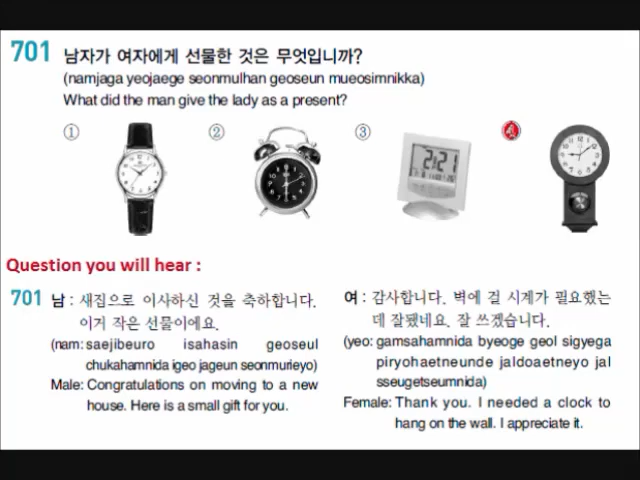 701 남자가 여자에게 선물한 것은 무엇입니까?
(namjaga yeojaege seonmulhan geoseun mueosimnikka)
What did the man give the lady as a present?
① ② ③ ④
2:21
Question you will hear :
701 남 : 새집으로 이사하신 것을 축하합니다.
이거 작은 선물이에요.
(nam: saejibeuro isahasin geoseul
chukahamnida igeo jageun seonmurieyo)
Male: Congratulations on moving to a new
house. Here is a small gift for you.
여 : 감사합니다. 벽에 걸 시계가 필요했는
데 잘됐네요. 잘 쓰겠습니다.
(yeo: gamsahamnida byeoge geol sigyega
piryohaetneunde jaldoaetneyo jal
sseugetseumnida)
Female: Thank you. I needed a clock to
hang on the wall. I appreciate it.